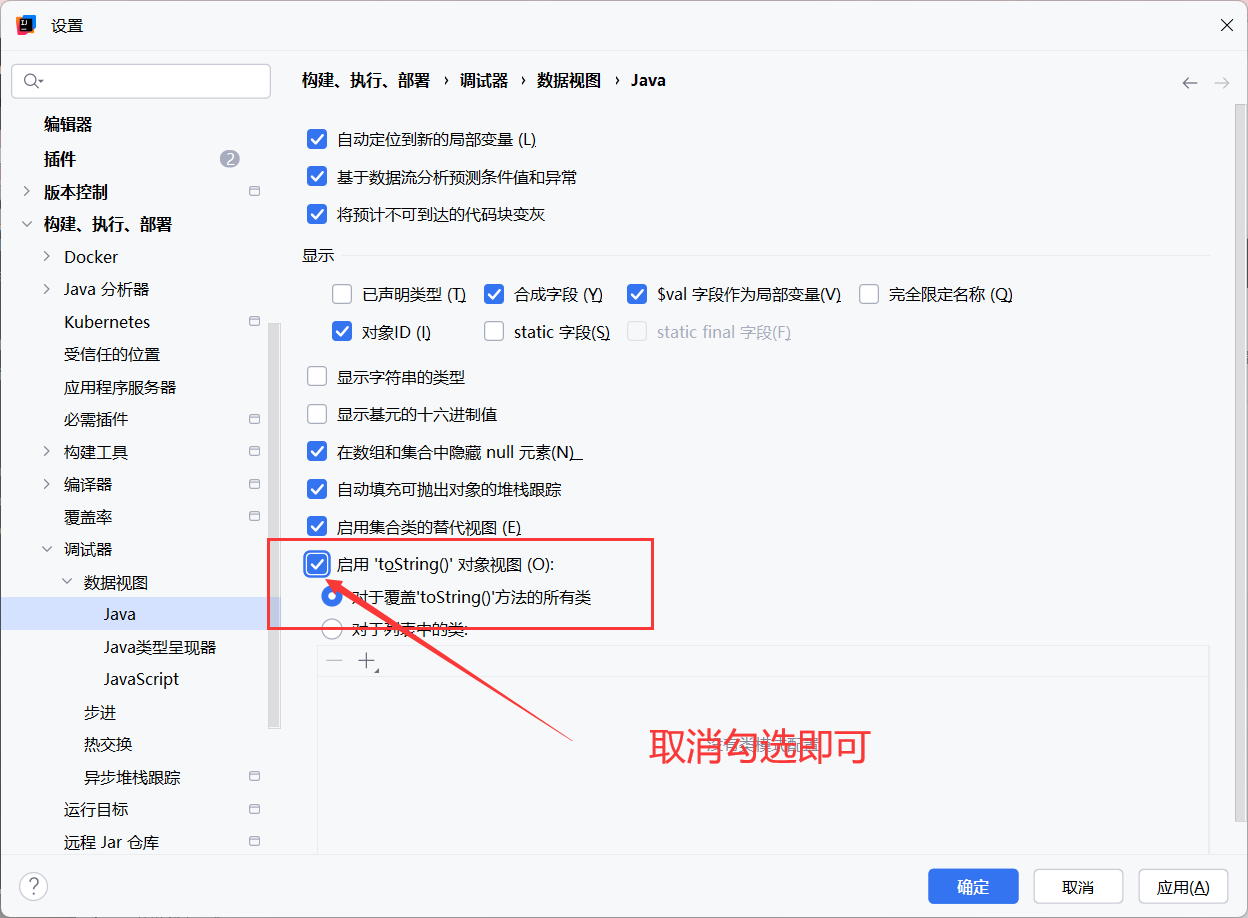 设置
构建、执行、部署 › 调试器 › 数据视图 › Java
编辑器
插件 2
版本控制
构建、执行、部署
Docker
Java 分析器
Kubernetes
受信任的位置
应用程序服务器
必需插件
构建工具
编译器
覆盖率
调试器
数据视图
Java
Java类型呈现器
JavaScript
步进
热交换
异步堆栈跟踪
运行目标
远程 Jar 仓库
自动定位到新的局部变量 (L)
基于数据流分析预测条件值和异常
将预计不可到达的代码块变灰
显示
已声明类型 (T) 合成字段 (Y) $val 字段作为局部变量(V) 完全限定名称 (Q)
对象ID (I) static 字段(S) static final 字段(F)
显示字符串的类型
显示基元的十六进制值
在数组和集合中隐藏 null 元素(N)_
自动填充可抛出对象的堆栈跟踪
启用集合类的替代视图 (E)
启用 'toString()' 对象视图 (O):
对于覆盖'toString()'方法的所有类
对于列表中的类:
没有类模式配置
取消勾选即可
?
确定 取消 应用(A)